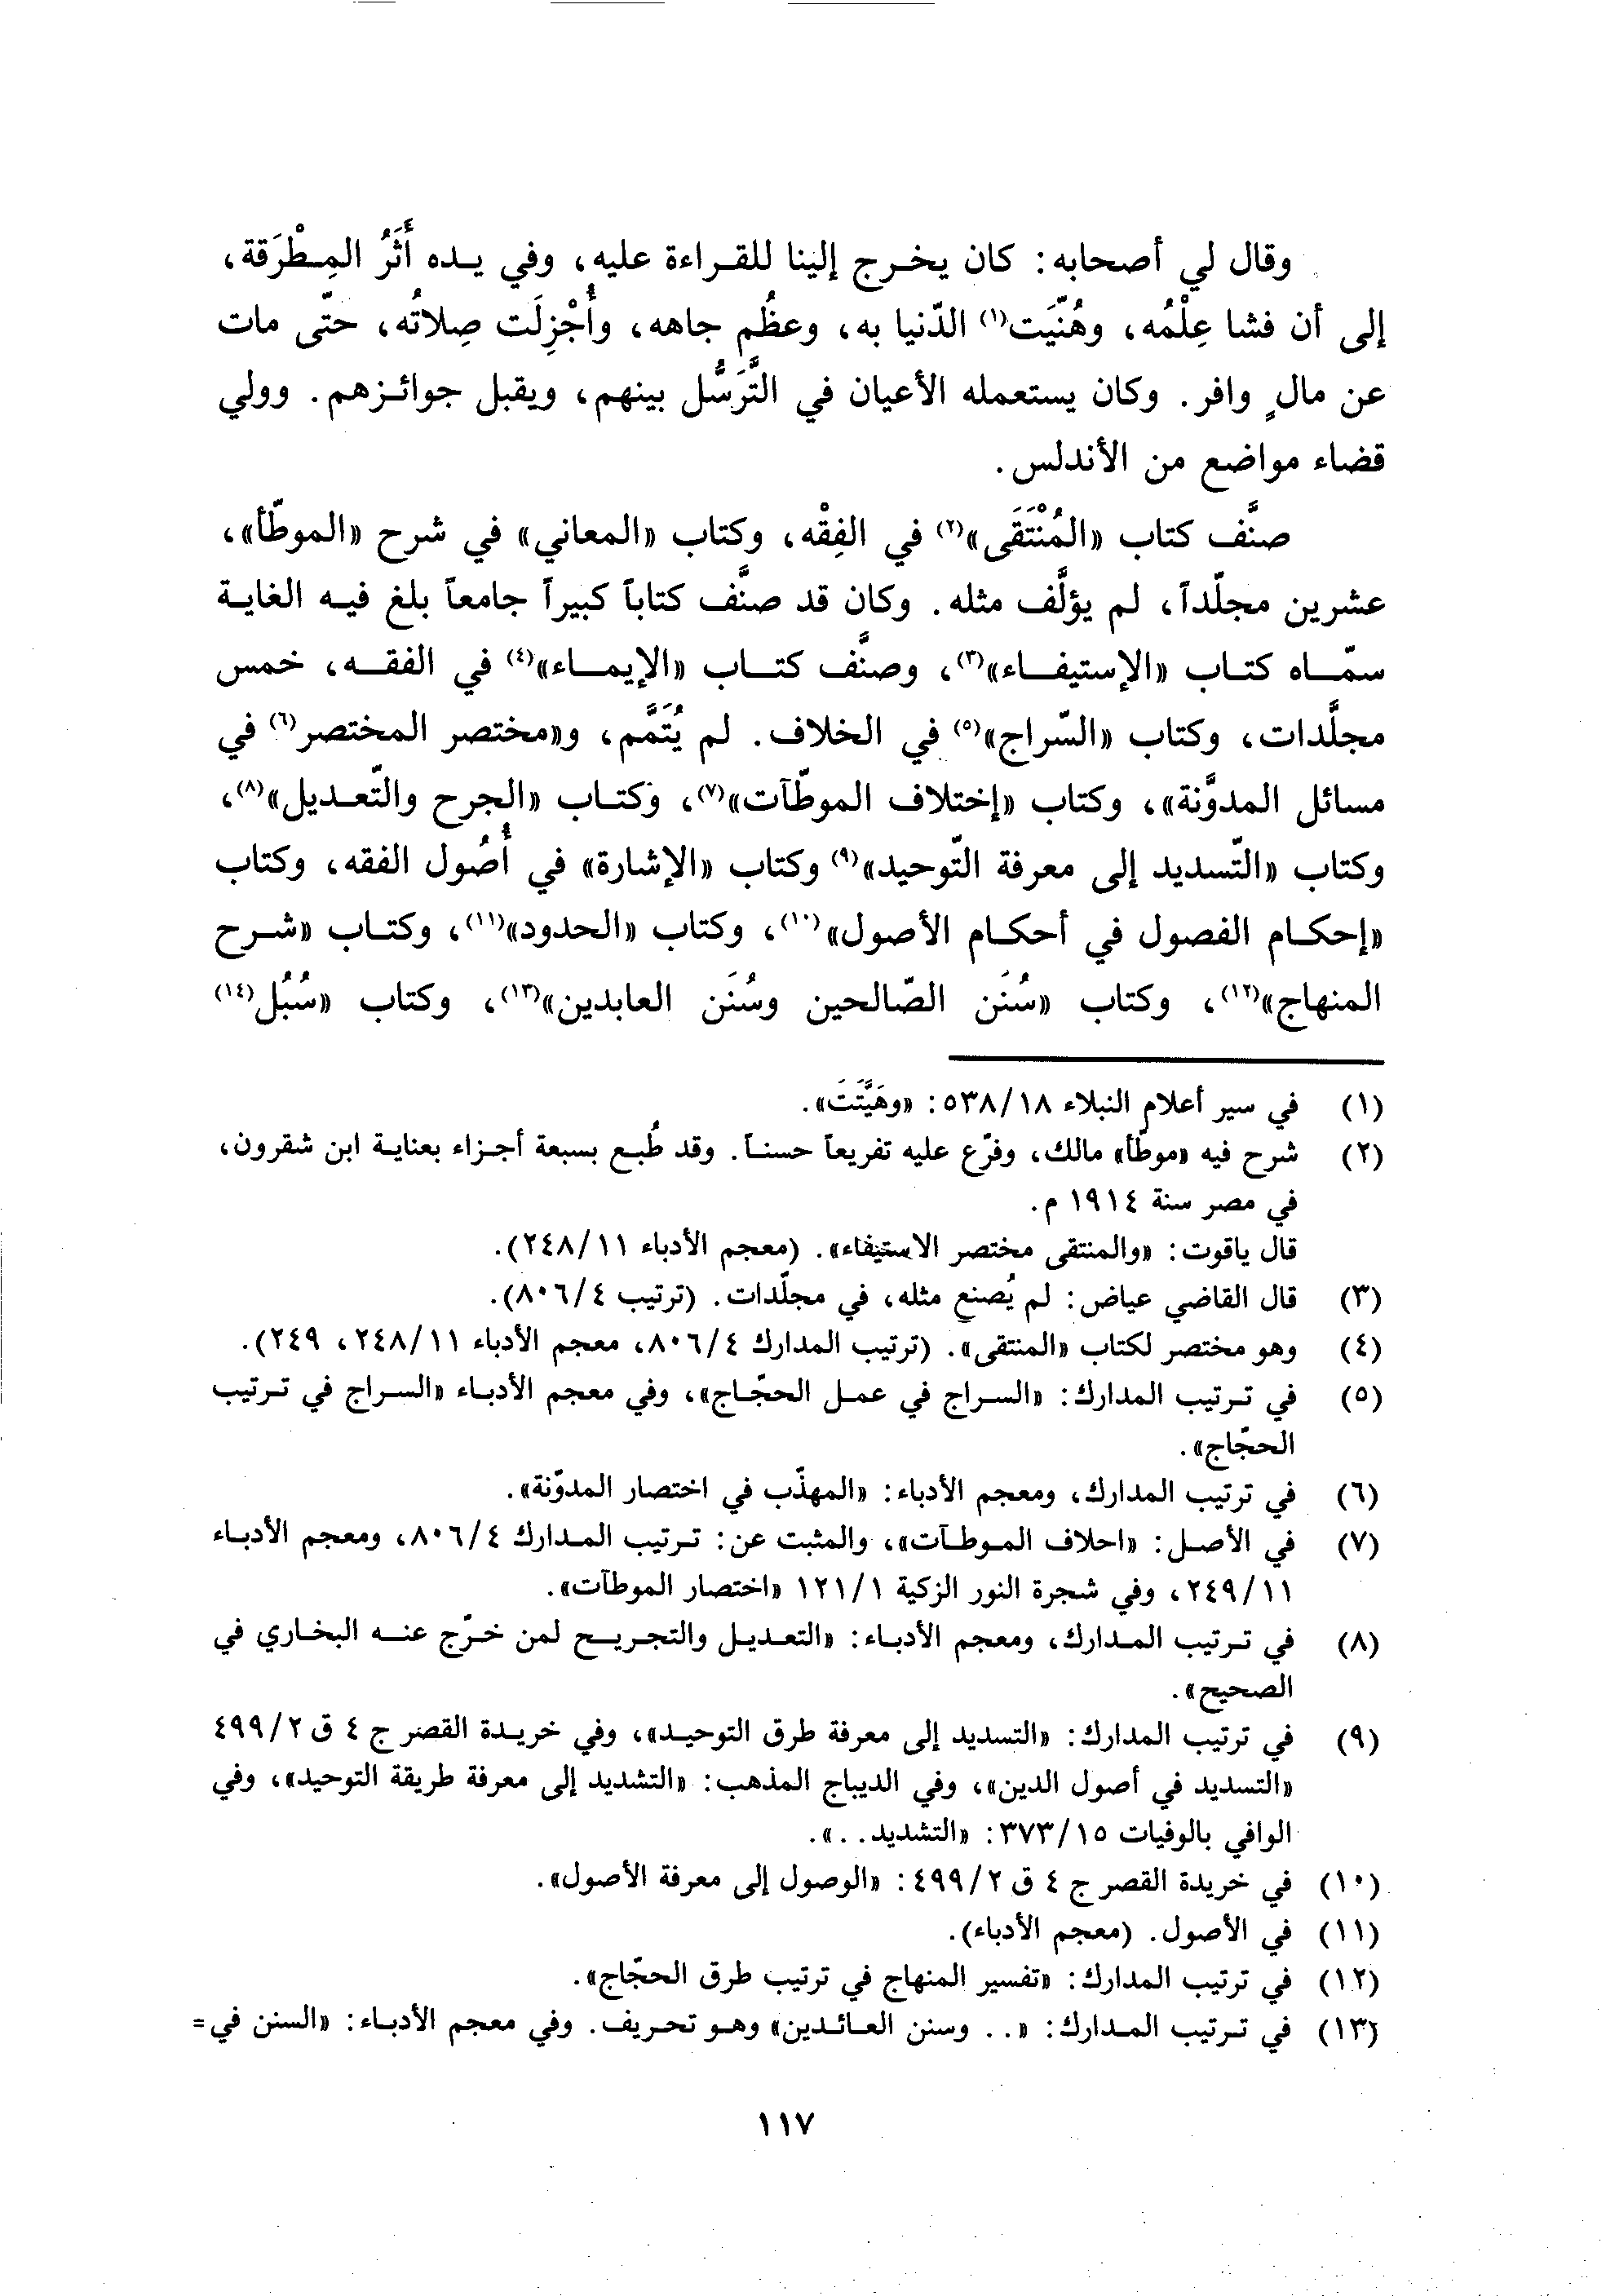 وقال لي أصحابه: كان يخرج إلينا للقراءة عليه، وفي يده أَثَرُ المِطْرَقة،
إلى أن فشا عِلْمُه، وهُنِّيَت(١) الدّنيا به، وعظُم جاهه، وأُجْزِلَت صِلاتُه، حتّى مات
عن مالٍ وافر. وكان يستعمله الأعيان في التَّرَسُّل بينهم، ويقبل جوائزهم. وولي
قضاء مواضع من الأندلس.
صنَّف كتاب «المُنْتَقَى»(٢) في الفِقْه، وكتاب «المعاني» في شرح «الموطّأ»،
عشرين مجلّداً، لم يؤلَّف مثله. وكان قد صنَّف كتاباً كبيراً جامعاً بلغ فيه الغاية
سمّاه كتاب «الإستيفاء»(٣)، وصنَّف كتاب «الإيماء»(٤) في الفقه، خمس
مجلَّدات، وكتاب «السّراج»(٥) في الخلاف. لم يُتَمَّم، و«مختصر المختصر(٦) في
مسائل المدوَّنة»، وكتاب «إختلاف الموطّآت»(٧)، وكتاب «الجرح والتّعديل»(٨)،
وكتاب «التّسديد إلى معرفة التّوحيد»(٩) وكتاب «الإشارة» في أُصُول الفقه، وكتاب
«إحكام الفصول في أحكام الأصول»(١٠)، وكتاب «الحدود»(١١)، وكتاب «شرح
المنهاج»(١٢)، وكتاب «سُنَن الصّالحين وسُنَن العابدين»(١٣)، وكتاب «سُبُل(١٤)
(١) في سير أعلام النبلاء ٥٣٨/١٨: «وهَيَّتَتَ».
(٢) شرح فيه «موطّأ» مالك، وفرّع عليه تفريعاً حسناً. وقد طُبع بسبعة أجزاء بعناية ابن شقرون،
في مصر سنة ١٩١٤ م.
قال ياقوت: «والمنتقى مختصر الاستيفاء». (معجم الأدباء ٢٤٨/١١).
(٣) قال القاضي عياض: لم يُصنع مثله، في مجلّدات. (ترتيب ٨٠٦/٤).
(٤) وهو مختصر لكتاب «المنتقى». (ترتيب المدارك ٨٠٦/٤، معجم الأدباء ٢٤٨/١١، ٢٤٩).
(٥) في ترتيب المدارك: «السراج في عمل الحجّاج»، وفي معجم الأدباء «السراج في ترتيب
الحجّاج».
(٦) في ترتيب المدارك، ومعجم الأدباء: «المهذّب في اختصار المدوّنة».
(٧) في الأصل: «احلاف الموطآت»، والمثبت عن: ترتيب المدارك ٨٠٦/٤، ومعجم الأدباء
٢٤٩/١١، وفي شجرة النور الزكية ١٢١/١ «اختصار الموطآت».
(٨) في ترتيب المدارك، ومعجم الأدباء: «التعديل والتجريح لمن خرّج عنه البخاري في
الصحيح».
(٩) في ترتيب المدارك: «التسديد إلى معرفة طرق التوحيد»، وفي خريدة القصر ج ٤ ق ٤٩٩/٢
«التسديد في أصول الدين»، وفي الديباج المذهب: «التشديد إلى معرفة طريقة التوحيد»، وفي
الوافي بالوفيات ٣٧٣/١٥: «التشديد..».
(١٠) في خريدة القصر ج ٤ ق ٤٩٩/٢: «الوصول إلى معرفة الأصول».
(١١) في الأصول. (معجم الأدباء).
(١٢) في ترتيب المدارك: «تفسير المنهاج في ترتيب طرق الحجّاج».
(١٣) في ترتيب المدارك: «.. وسنن العائدين» وهو تحريف. وفي معجم الأدباء: «السنن في=
١١٧